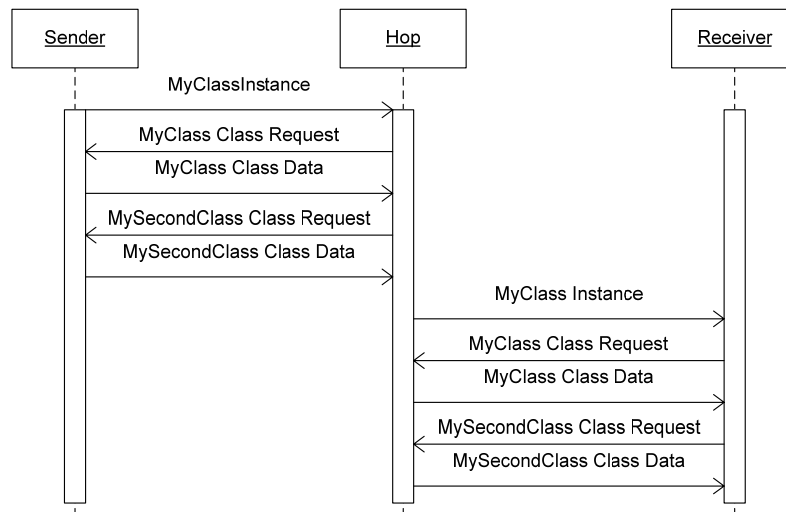 Sender
Hop
Receiver
MyClassInstance
MyClass Class Request
MyClass Class Data
MySecondClass Class Request
MySecondClass Class Data
MyClass Instance
MyClass Class Request
MyClass Class Data
MySecondClass Class Request
MySecondClass Class Data